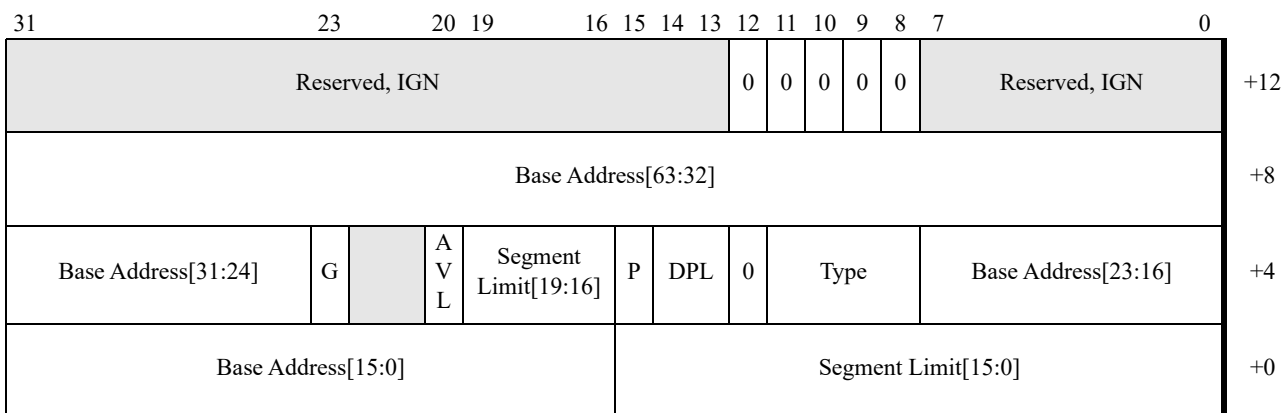 31 23 20 19 16 15 14 13 12 11 10 9 8 7 0
Reserved, IGN 0 0 0 0 0 Reserved, IGN +12
Base Address[63:32] +8
Base Address[31:24] G A V L Segment Limit[19:16] P DPL 0 Type Base Address[23:16] +4
Base Address[15:0] Segment Limit[15:0] +0